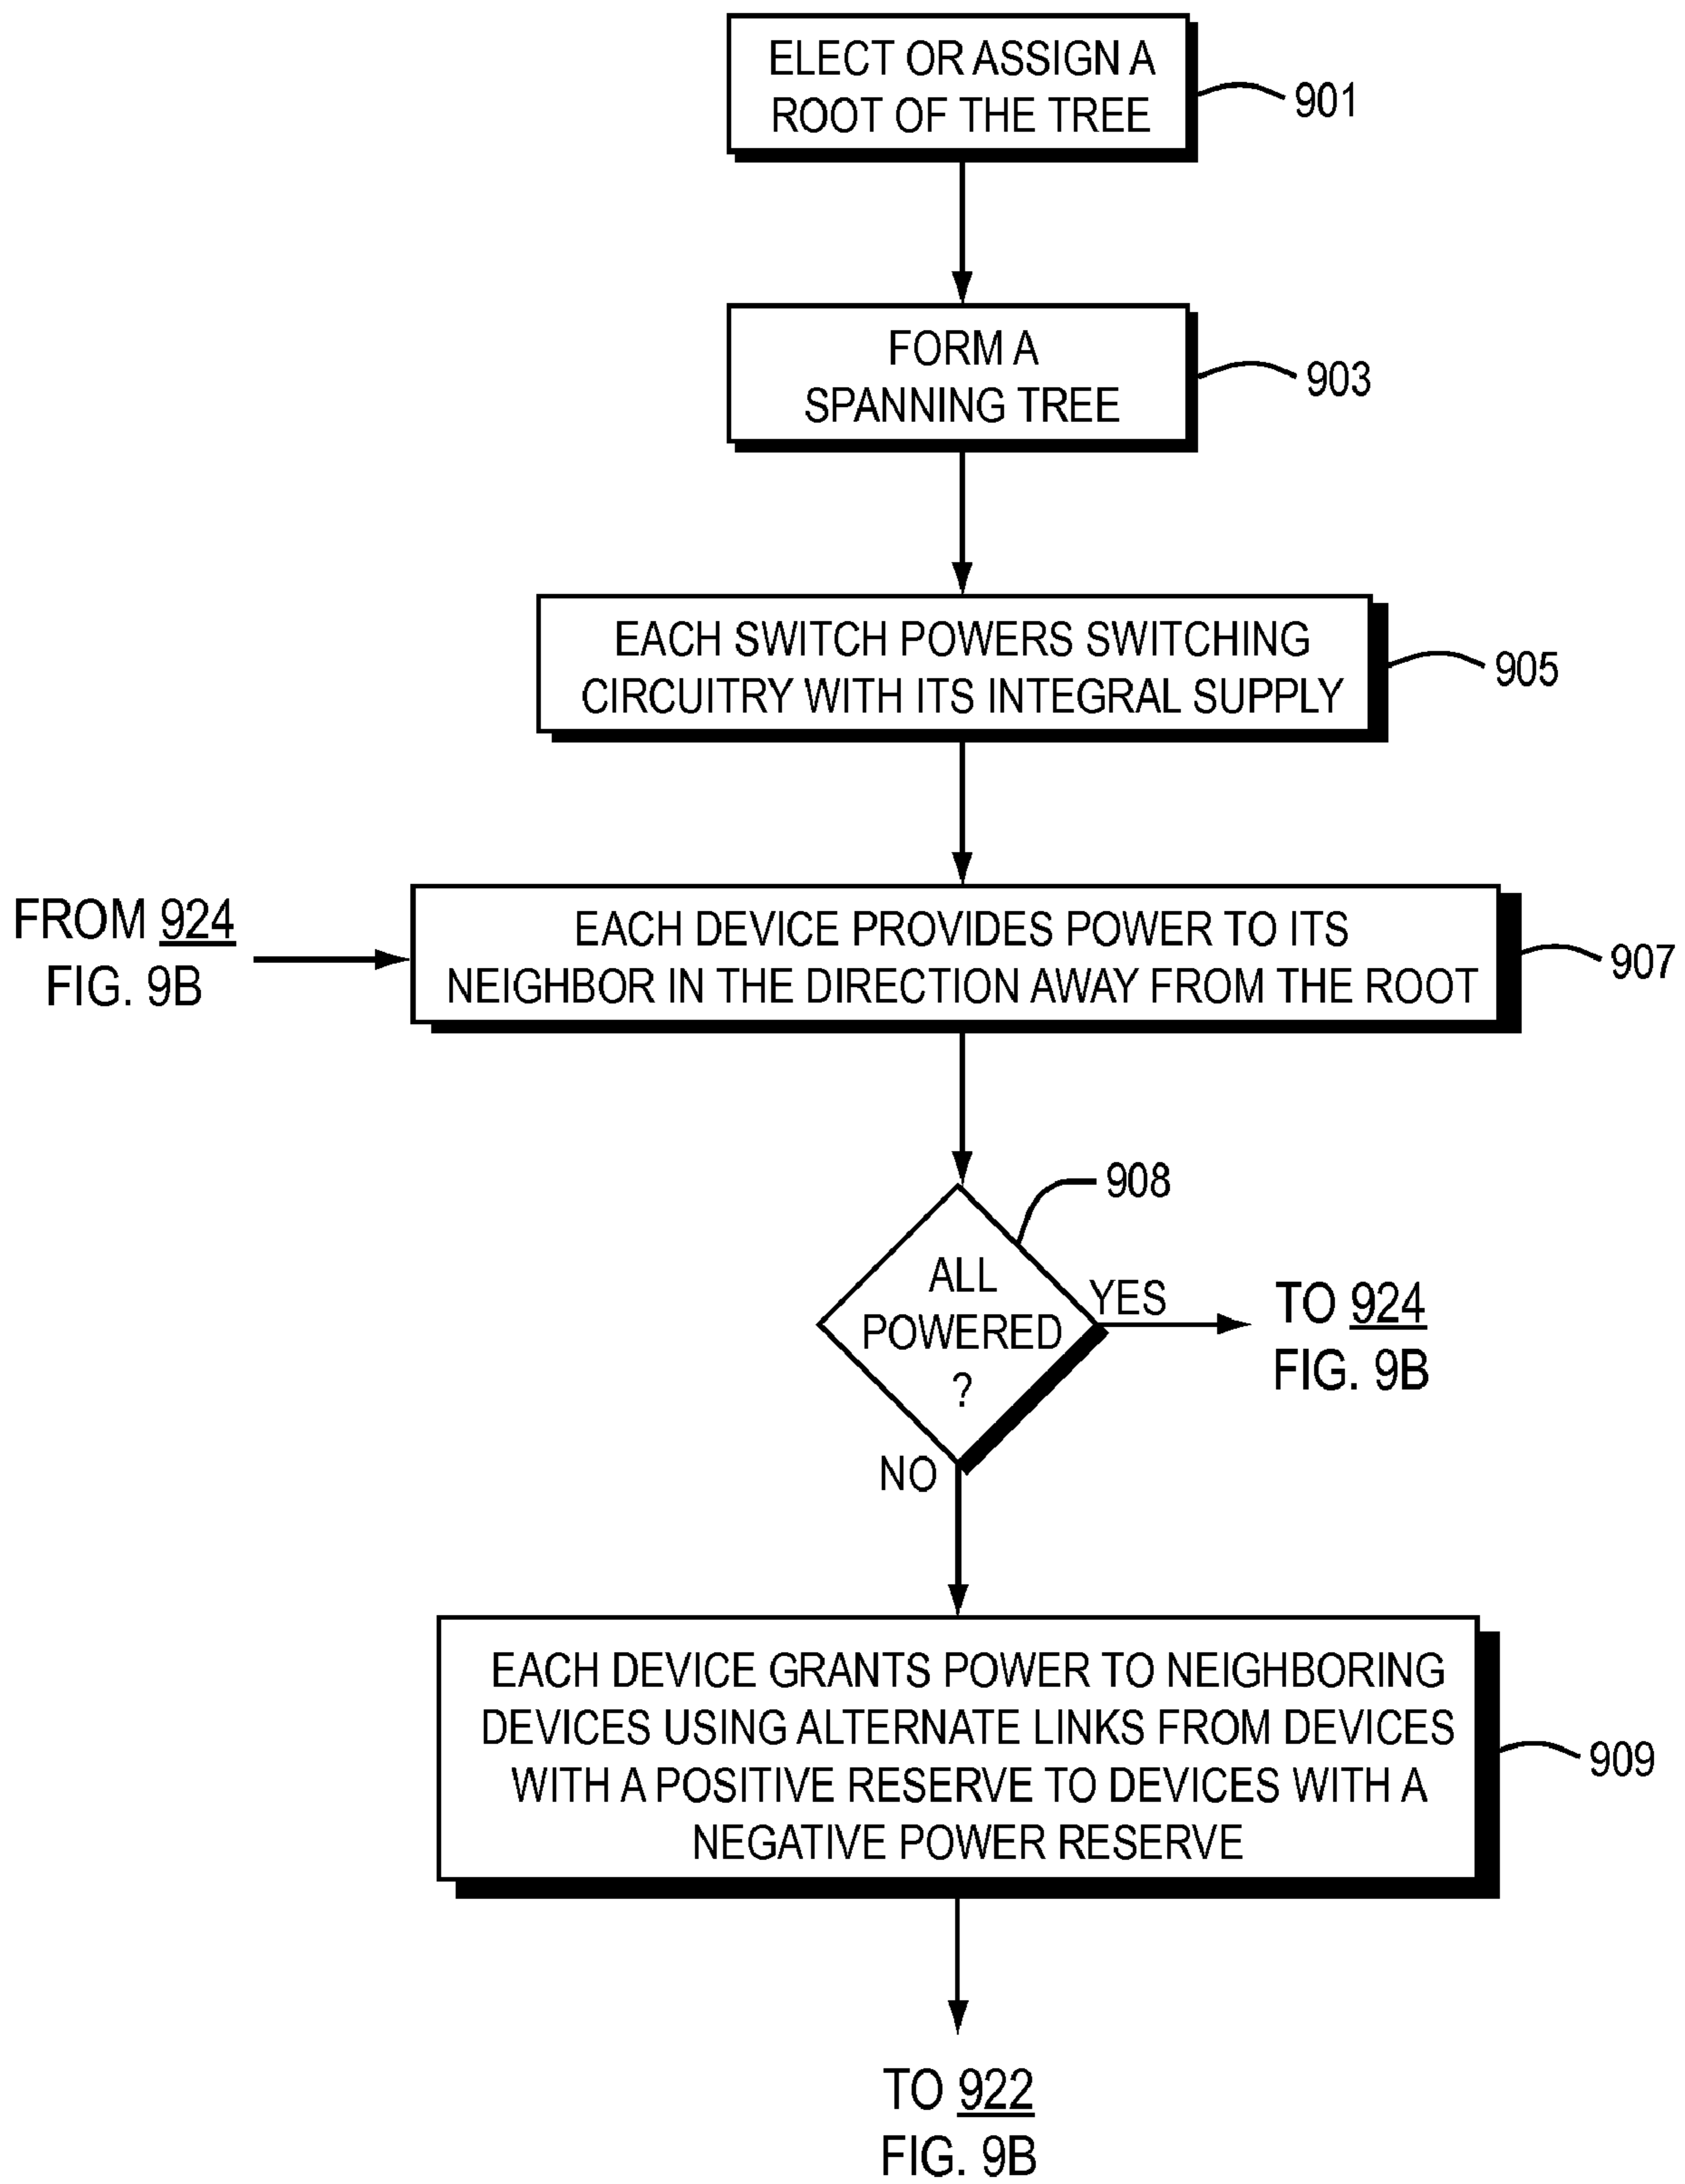 ELECT OR ASSIGN A
ROOT OF THE TREE
901
FORM A
SPANNING TREE
903
EACH SWITCH POWERS SWITCHING
CIRCUITRY WITH ITS INTEGRAL SUPPLY
905
FROM 924
FIG. 9B
EACH DEVICE PROVIDES POWER TO ITS
NEIGHBOR IN THE DIRECTION AWAY FROM THE ROOT
907
908
ALL
POWERED
?
YES
TO 924
FIG. 9B
NO
EACH DEVICE GRANTS POWER TO NEIGHBORING
DEVICES USING ALTERNATE LINKS FROM DEVICES
WITH A POSITIVE RESERVE TO DEVICES WITH A
NEGATIVE POWER RESERVE
909
TO 922
FIG. 9B